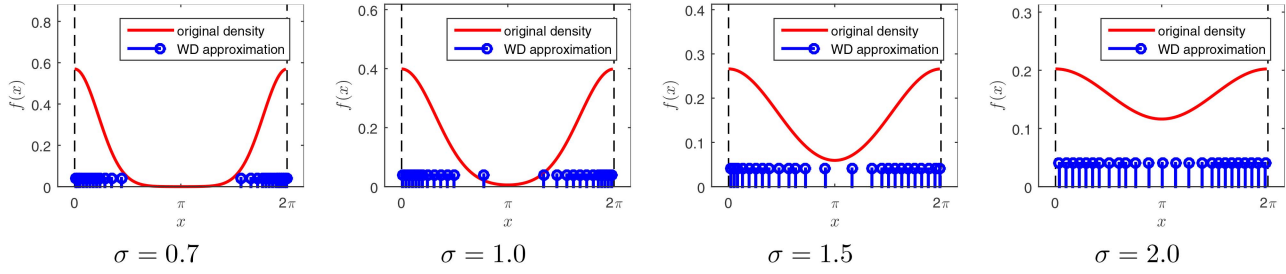 0.8
0.6
0.4
0.2
0
f(x)
original density
WD approximation
0
π
2π
x
σ = 0.7
0.6
0.4
0.2
0
f(x)
original density
WD approximation
0
π
2π
x
σ = 1.0
0.4
0.3
0.2
0.1
0
f(x)
original density
WD approximation
0
π
2π
x
σ = 1.5
0.3
0.2
0.1
0
f(x)
original density
WD approximation
0
π
2π
x
σ = 2.0